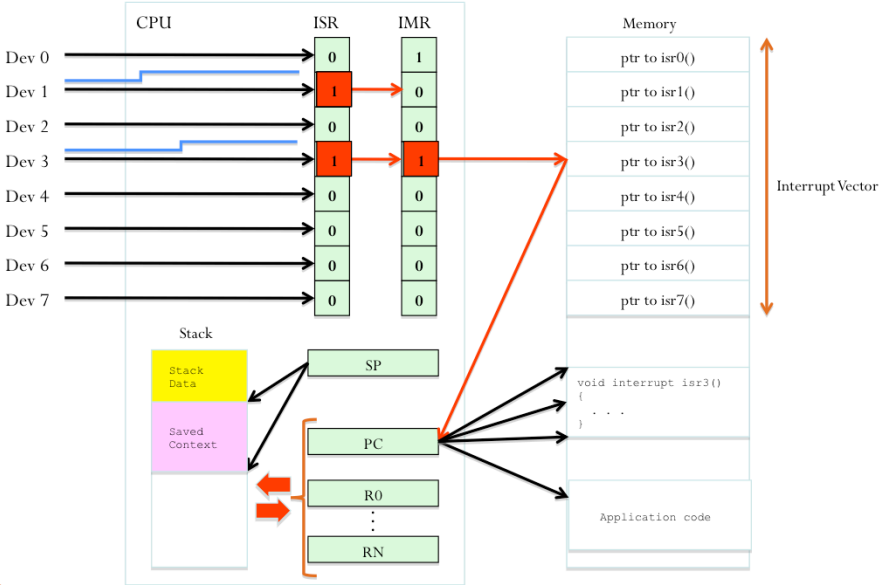 CPU ISR IMR Memory
Dev 0 0 1 ptr to isr0()
Dev 1 1 0 ptr to isr1()
Dev 2 0 0 ptr to isr2()
Dev 3 1 1 ptr to isr3()
Dev 4 0 0 ptr to isr4()
Dev 5 0 0 ptr to isr5()
Dev 6 0 0 ptr to isr6()
Dev 7 0 0 ptr to isr7()
Interrupt Vector
Stack
Stack
Data
Saved
Context
SP
PC
R0
⋮
RN
void interrupt isr3()
{
. . .
}
Application code